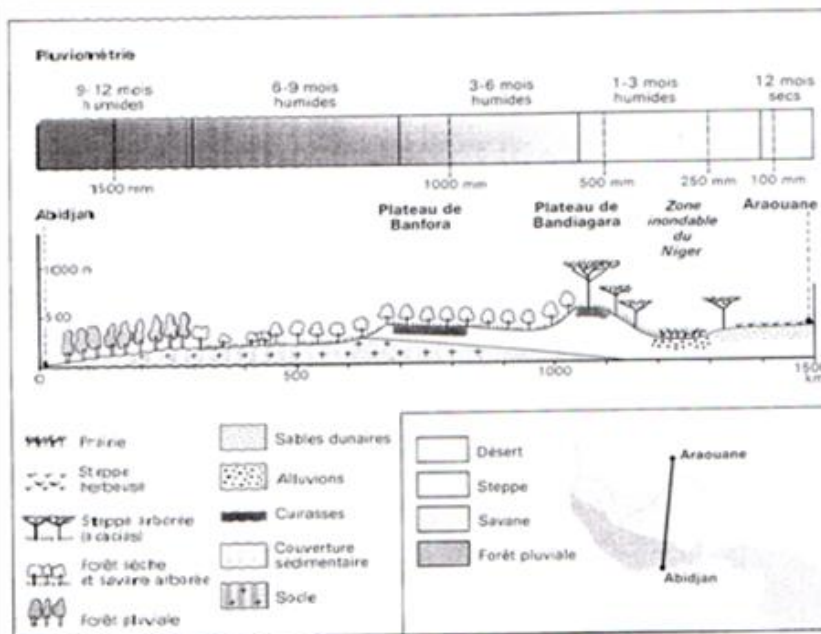 Pluviométrie
9-12 mois
humides
6-9 mois
humides
3-6 mois
humides
1-3 mois
humides
12 mois
secs
1500 mm
1000 mm
500 mm
250 mm
100 mm
Abidjan
Plateau de
Banfora
Plateau de
Bandiagara
Zone
inondable
du
Niger
Araouane
1000 m
500
0
500
1000
1500
km
Prairie
Steppe
herbeuse
Steppe arborée
(acacias)
Forêt sèche
et savane arborée
Forêt pluviale
Sables dunaires
Alluvions
Cuirasses
Couverture
sédimentaire
Socle
Désert
Steppe
Savane
Forêt pluviale
Araouane
Abidjan